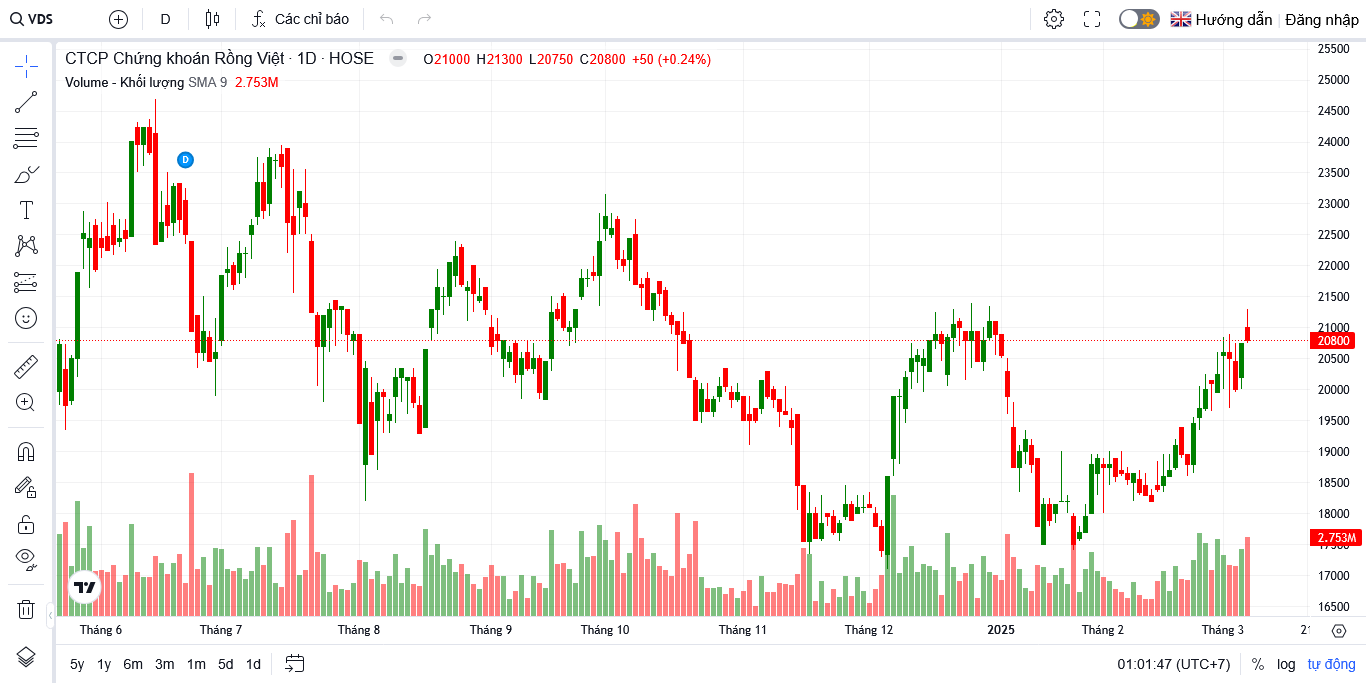 VDS D Các chỉ báo Hướng dẫn Đăng nhập
CTCP Chứng khoán Rồng Việt · 1D · HOSE O21000 H21300 L20750 C20800 +50 (+0.24%)
Volume - Khối lượng SMA 9 2.753M
D
25500
25000
24500
24000
23500
23000
22500
22000
21500
21000
20800
20500
20000
19500
19000
18500
18000
2.753M
17500
17000
16500
Tháng 6 Tháng 7 Tháng 8 Tháng 9 Tháng 10 Tháng 11 Tháng 12 2025 Tháng 2 Tháng 3
5y 1y 6m 3m 1m 5d 1d 01:01:47 (UTC+7) % log tự động